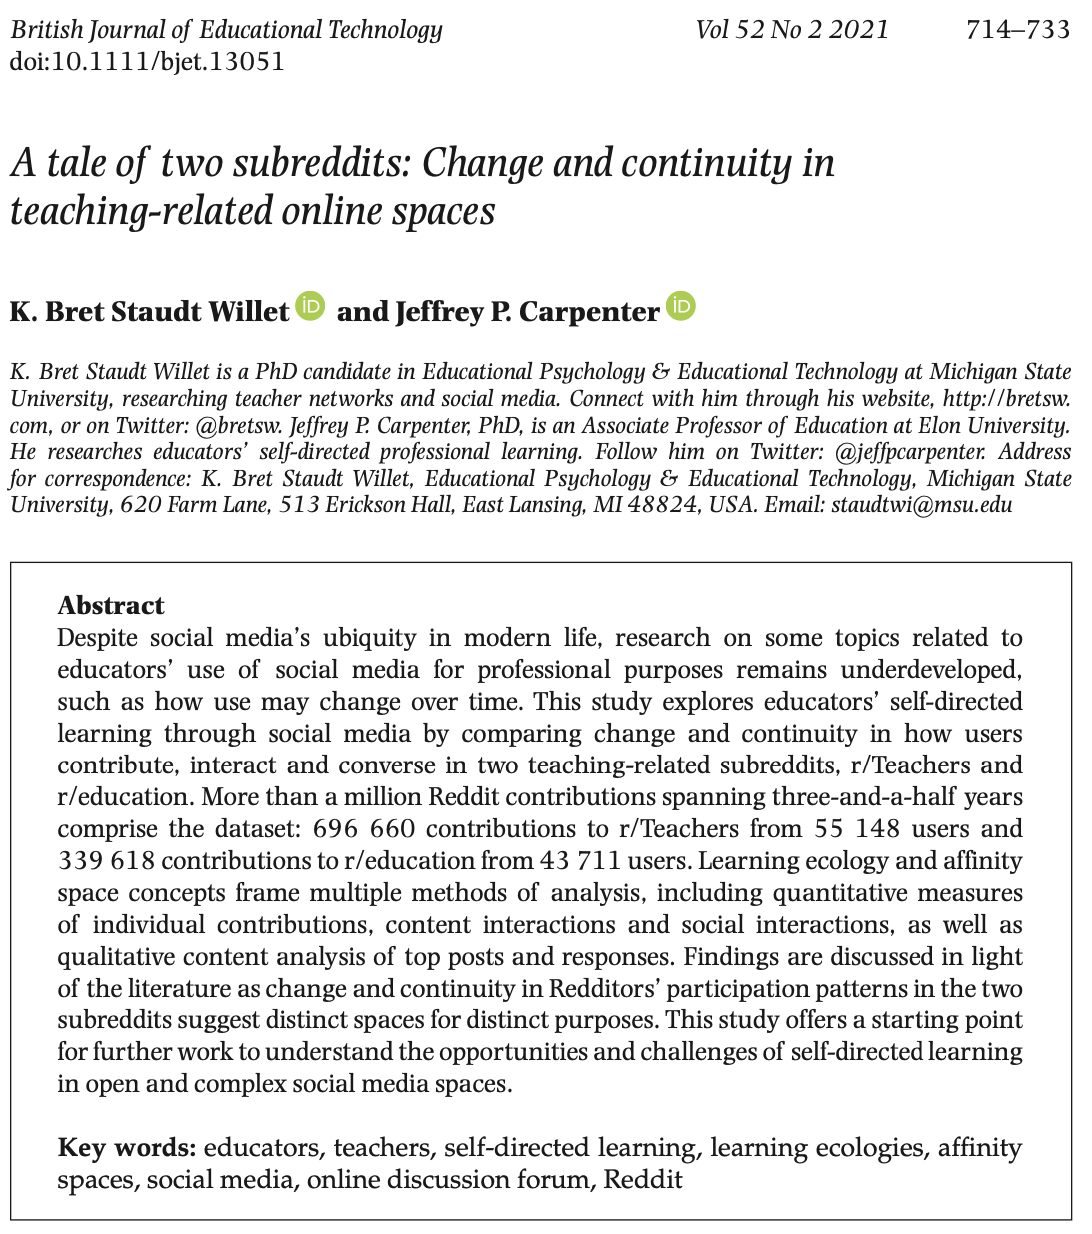 British Journal of Educational Technology Vol 52 No 2 2021 714–733
doi:10.1111/bjet.13051
A tale of two subreddits: Change and continuity in
teaching-related online spaces
K. Bret Staudt Willet iD and Jeffrey P. Carpenter iD
K. Bret Staudt Willet is a PhD candidate in Educational Psychology & Educational Technology at Michigan State
University, researching teacher networks and social media. Connect with him through his website, http://bretsw.
com, or on Twitter: @bretsw. Jeffrey P. Carpenter, PhD, is an Associate Professor of Education at Elon University.
He researches educators’ self-directed professional learning. Follow him on Twitter: @jeffpcarpenter. Address
for correspondence: K. Bret Staudt Willet, Educational Psychology & Educational Technology, Michigan State
University, 620 Farm Lane, 513 Erickson Hall, East Lansing, MI 48824, USA. Email: staudtwi@msu.edu
Abstract
Despite social media’s ubiquity in modern life, research on some topics related to
educators’ use of social media for professional purposes remains underdeveloped,
such as how use may change over time. This study explores educators’ self-directed
learning through social media by comparing change and continuity in how users
contribute, interact and converse in two teaching-related subreddits, r/Teachers and
r/education. More than a million Reddit contributions spanning three-and-a-half years
comprise the dataset: 696 660 contributions to r/Teachers from 55 148 users and
339 618 contributions to r/education from 43 711 users. Learning ecology and affinity
space concepts frame multiple methods of analysis, including quantitative measures
of individual contributions, content interactions and social interactions, as well as
qualitative content analysis of top posts and responses. Findings are discussed in light
of the literature as change and continuity in Redditors’ participation patterns in the two
subreddits suggest distinct spaces for distinct purposes. This study offers a starting point
for further work to understand the opportunities and challenges of self-directed learning
in open and complex social media spaces.
Key words: educators, teachers, self-directed learning, learning ecologies, affinity
spaces, social media, online discussion forum, Reddit